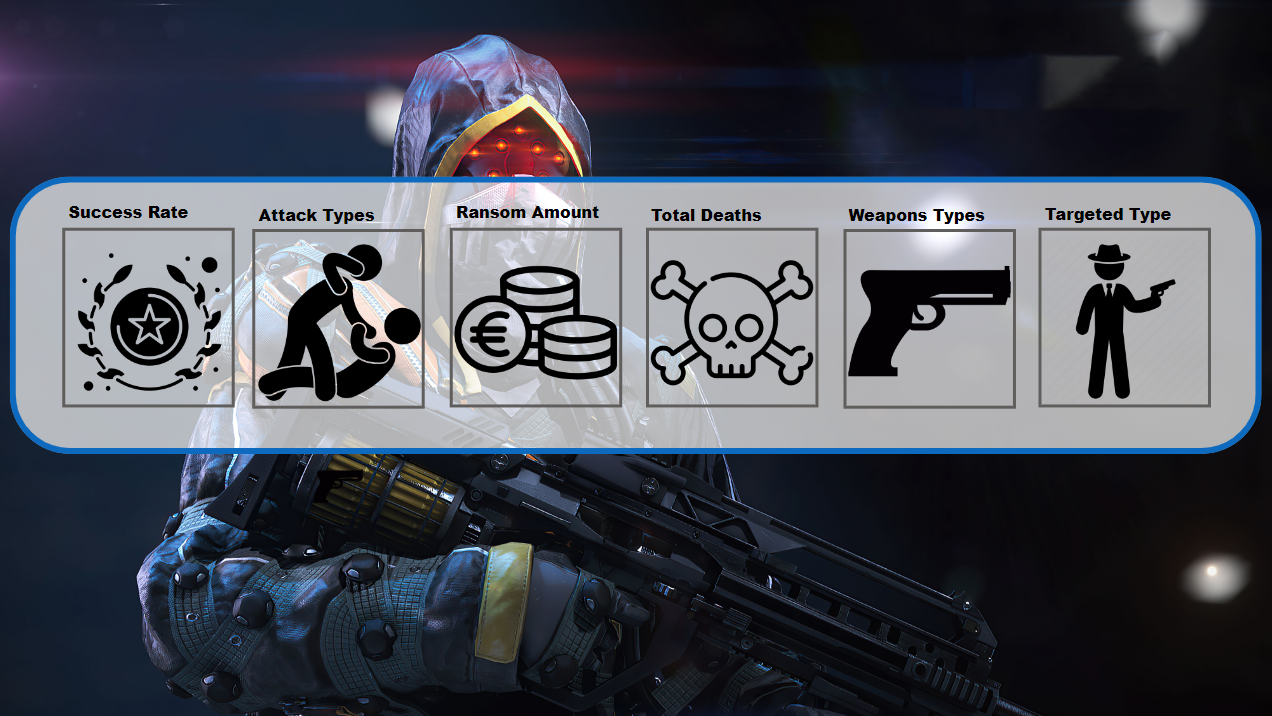 Success Rate
Attack Types
Ransom Amount
Total Deaths
Weapons Types
Targeted Type
€